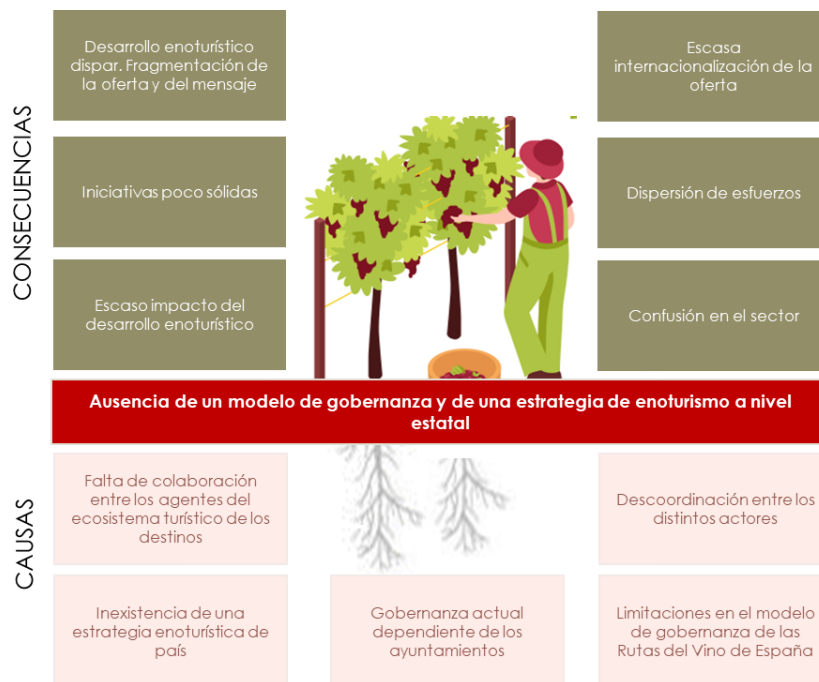 CONSECUENCIAS
Desarrollo enoturístico
dispar. Fragmentación de
la oferta y del mensaje
Escasa
internacionalización de la
oferta
Iniciativas poco sólidas
Dispersión de esfuerzos
Escaso impacto del
desarrollo enoturístico
Confusión en el sector
Ausencia de un modelo de gobernanza y de una estrategia de enoturismo a nivel
estatal
CAUSAS
Falta de colaboración
entre los agentes del
ecosistema turístico de los
destinos
Descoordinación entre los
distintos actores
Inexistencia de una
estrategia enoturística de
país
Gobernanza actual
dependiente de los
ayuntamientos
Limitaciones en el modelo
de gobernanza de las
Rutas del Vino de España